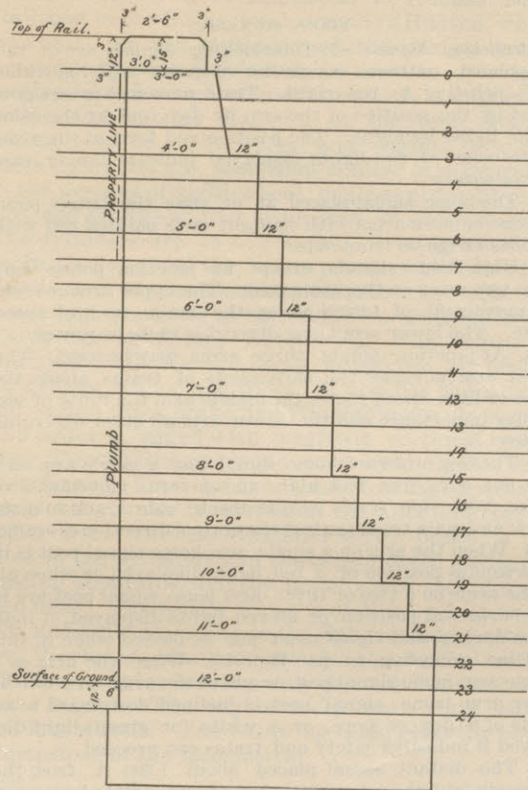 3" 2'-6" 3"
Top of Rail.
3" 12" 15"
3'0"
3" 3'-0" 3" 0
1
2
4'-0" 12" 3
PROPERTY LINE
4
5
5'-0" 12" 6
7
8
6'-0" 12" 9
10
11
7'-0" 12" 12
13
14
8'-0" 12" 15
Plumb
16
9'-0" 12" 17
18
10'-0" 12" 19
20
11'-0" 12" 21
22
Surface of Ground 12'-0"
12" 6" 23
24